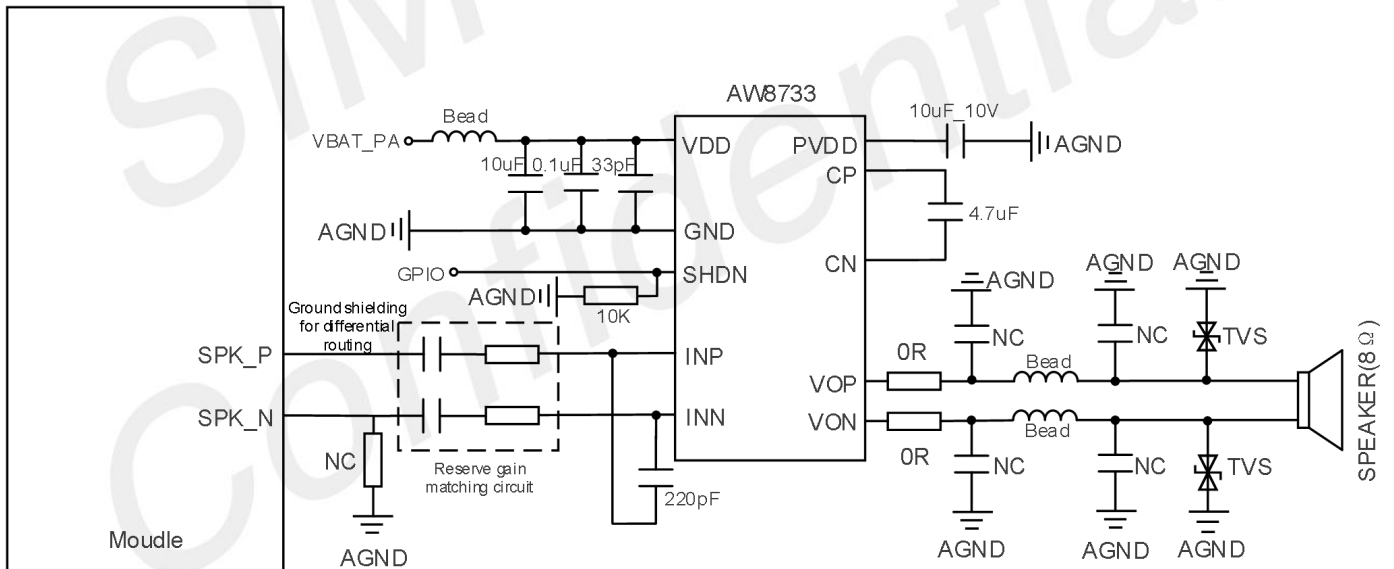 SIM
Confidential
AW8733
Bead
VBAT_PA
10uF
0.1uF
33pF
VDD
PVDD
10uF_10V
AGND
CP
4.7uF
CN
AGND
GND
GPIO
SHDN
AGND
10K
Ground shielding
for differential
routing
SPK_P
INP
SPK_N
INN
NC
AGND
Reserve gain
matching circuit
220pF
Moudle
AGND
AGND
AGND
NC
NC
TVS
VOP
0R
Bead
VON
0R
Bead
NC
NC
TVS
AGND
AGND
AGND
SPEAKER(8Ω)